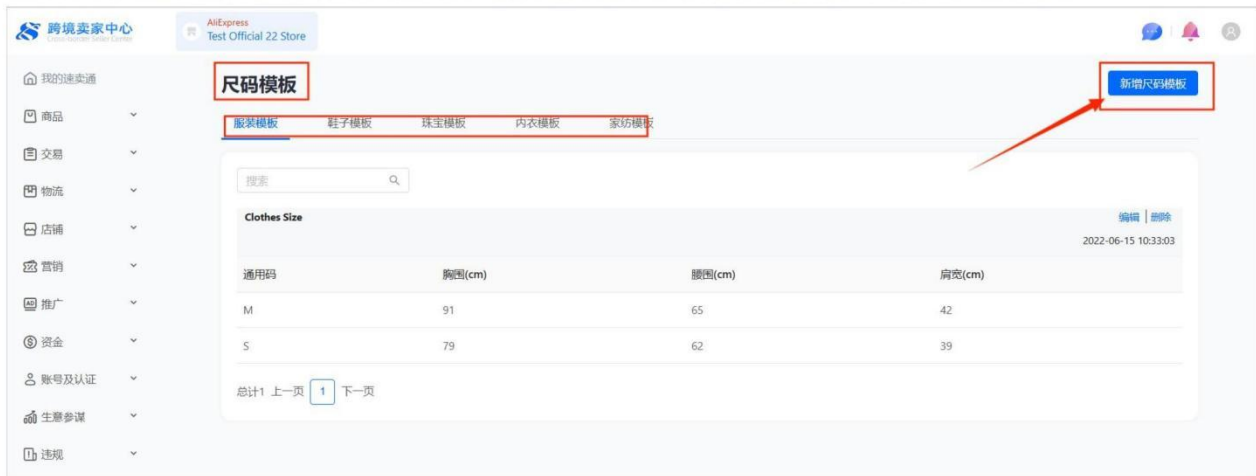 跨境卖家中心
Cross-border Seller Center
AliExpress
Test Official 22 Store
我的速卖通
商品
交易
物流
店铺
营销
推广
资金
账号及认证
生意参谋
违规
尺码模板
新增尺码模板
服装模板 鞋子模板 珠宝模板 内衣模板 家纺模板
搜索
Clothes Size 编辑 删除
2022-06-15 10:33:03
通用码 胸围(cm) 腰围(cm) 肩宽(cm)
M 91 65 42
S 79 62 39
总计1 上一页 1 下一页